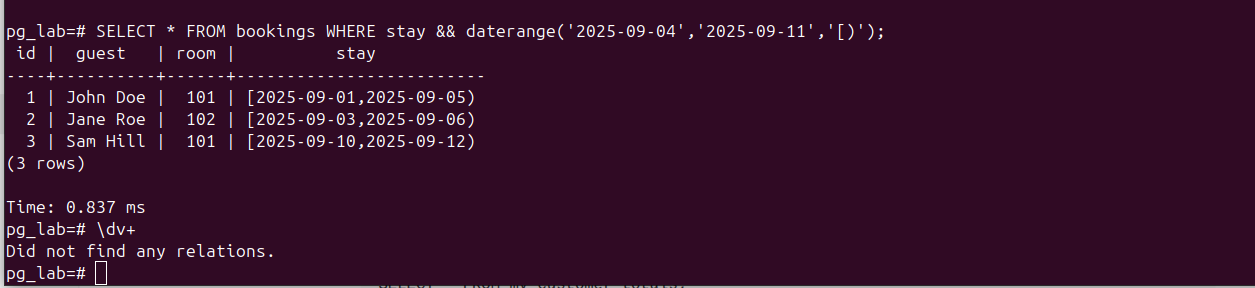 pg_lab=# SELECT * FROM bookings WHERE stay && daterange('2025-09-04','2025-09-11','[)');
 id |  guest   | room |          stay
----+----------+------+-------------------------
  1 | John Doe |  101 | [2025-09-01,2025-09-05)
  2 | Jane Roe |  102 | [2025-09-03,2025-09-06)
  3 | Sam Hill |  101 | [2025-09-10,2025-09-12)
(3 rows)

Time: 0.837 ms
pg_lab=# \dv+
Did not find any relations.
pg_lab=#